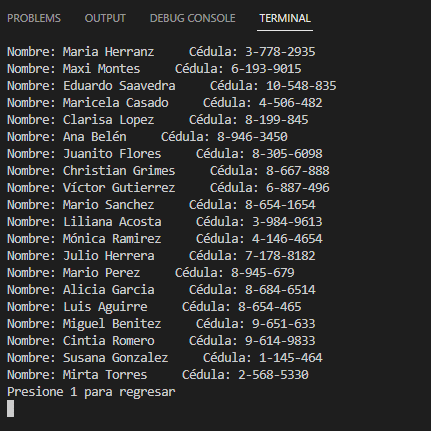 PROBLEMS OUTPUT DEBUG CONSOLE TERMINAL
Nombre: Maria Herranz Cédula: 3-778-2935
Nombre: Maxi Montes Cédula: 6-193-9015
Nombre: Eduardo Saavedra Cédula: 10-548-835
Nombre: Maricela Casado Cédula: 4-506-482
Nombre: Clarisa Lopez Cédula: 8-199-845
Nombre: Ana Belén Cédula: 8-946-3450
Nombre: Juanito Flores Cédula: 8-305-6098
Nombre: Christian Grimes Cédula: 8-667-888
Nombre: Víctor Gutierrez Cédula: 6-887-496
Nombre: Mario Sanchez Cédula: 8-654-1654
Nombre: Liliana Acosta Cédula: 3-984-9613
Nombre: Mónica Ramirez Cédula: 4-146-4654
Nombre: Julio Herrera Cédula: 7-178-8182
Nombre: Mario Perez Cédula: 8-945-679
Nombre: Alicia Garcia Cédula: 8-684-6514
Nombre: Luis Aguirre Cédula: 8-654-465
Nombre: Miguel Benitez Cédula: 9-651-633
Nombre: Cintia Romero Cédula: 9-614-9833
Nombre: Susana Gonzalez Cédula: 1-145-464
Nombre: Mirta Torres Cédula: 2-568-5330
Presione 1 para regresar